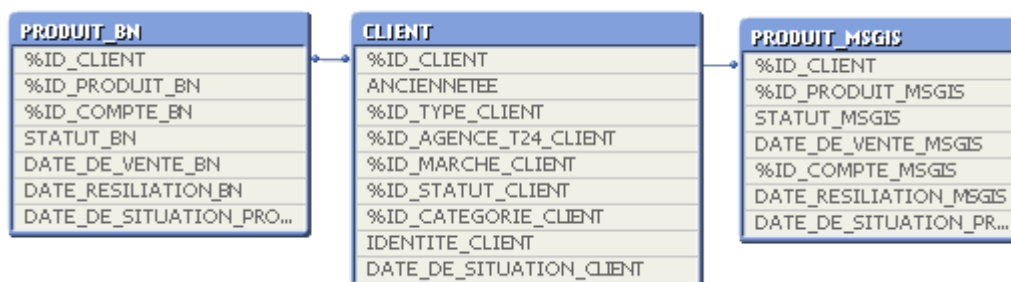 PRODUIT_BN
%ID_CLIENT
%ID_PRODUIT_BN
%ID_COMPTE_BN
STATUT_BN
DATE_DE_VENTE_BN
DATE_RESILIATION_BN
DATE_DE_SITUATION_PRO...
CLIENT
%ID_CLIENT
ANCIENNETEE
%ID_TYPE_CLIENT
%ID_AGENCE_T24_CLIENT
%ID_MARCHE_CLIENT
%ID_STATUT_CLIENT
%ID_CATEGORIE_CLIENT
IDENTITE_CLIENT
DATE_DE_SITUATION_CLIENT
PRODUIT_MSGIS
%ID_CLIENT
%ID_PRODUIT_MSGIS
STATUT_MSGIS
DATE_DE_VENTE_MSGIS
%ID_COMPTE_MSGIS
DATE_RESILIATION_MSGIS
DATE_DE_SITUATION_PR...